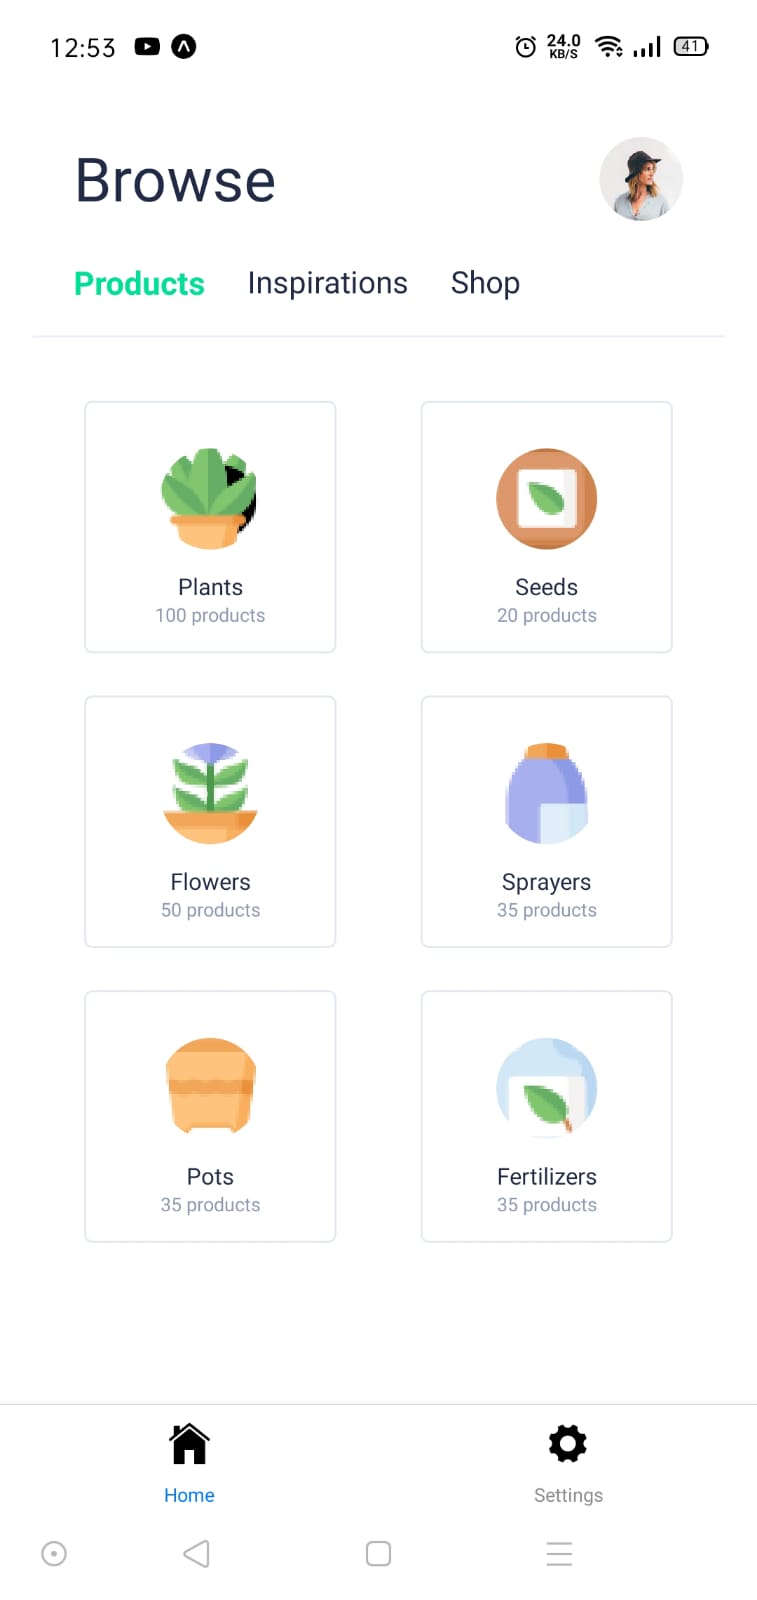 12:53
24.0
KB/S
41
Browse
Products Inspirations Shop
Plants
100 products
Seeds
20 products
Flowers
50 products
Sprayers
35 products
Pots
35 products
Fertilizers
35 products
Home
Settings